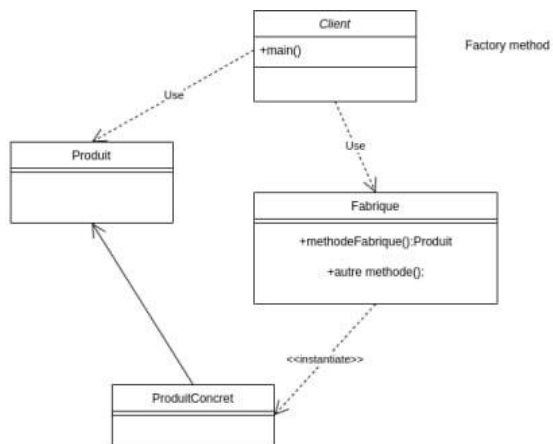 Client
+main()
Factory method
Use
Use
Produit
Fabrique
+methodeFabrique():Produit
+autre methode():
<<instantiate>>
ProduitConcret